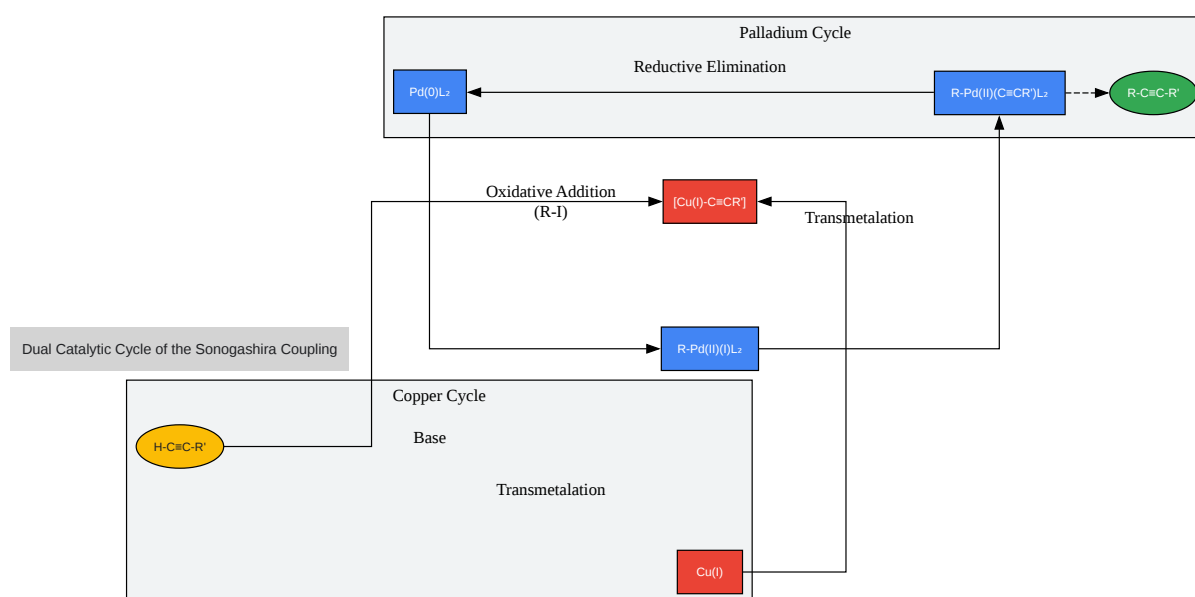 Palladium Cycle
Reductive Elimination
Pd(0)L₂
R-Pd(II)(C≡CR')L₂
R-C≡C-R'
Oxidative Addition
(R-I)
[Cu(I)-C≡CR']
Transmetalation
Dual Catalytic Cycle of the Sonogashira Coupling
R-Pd(II)(I)L₂
Copper Cycle
Base
H-C≡C-R'
Transmetalation
Cu(I)